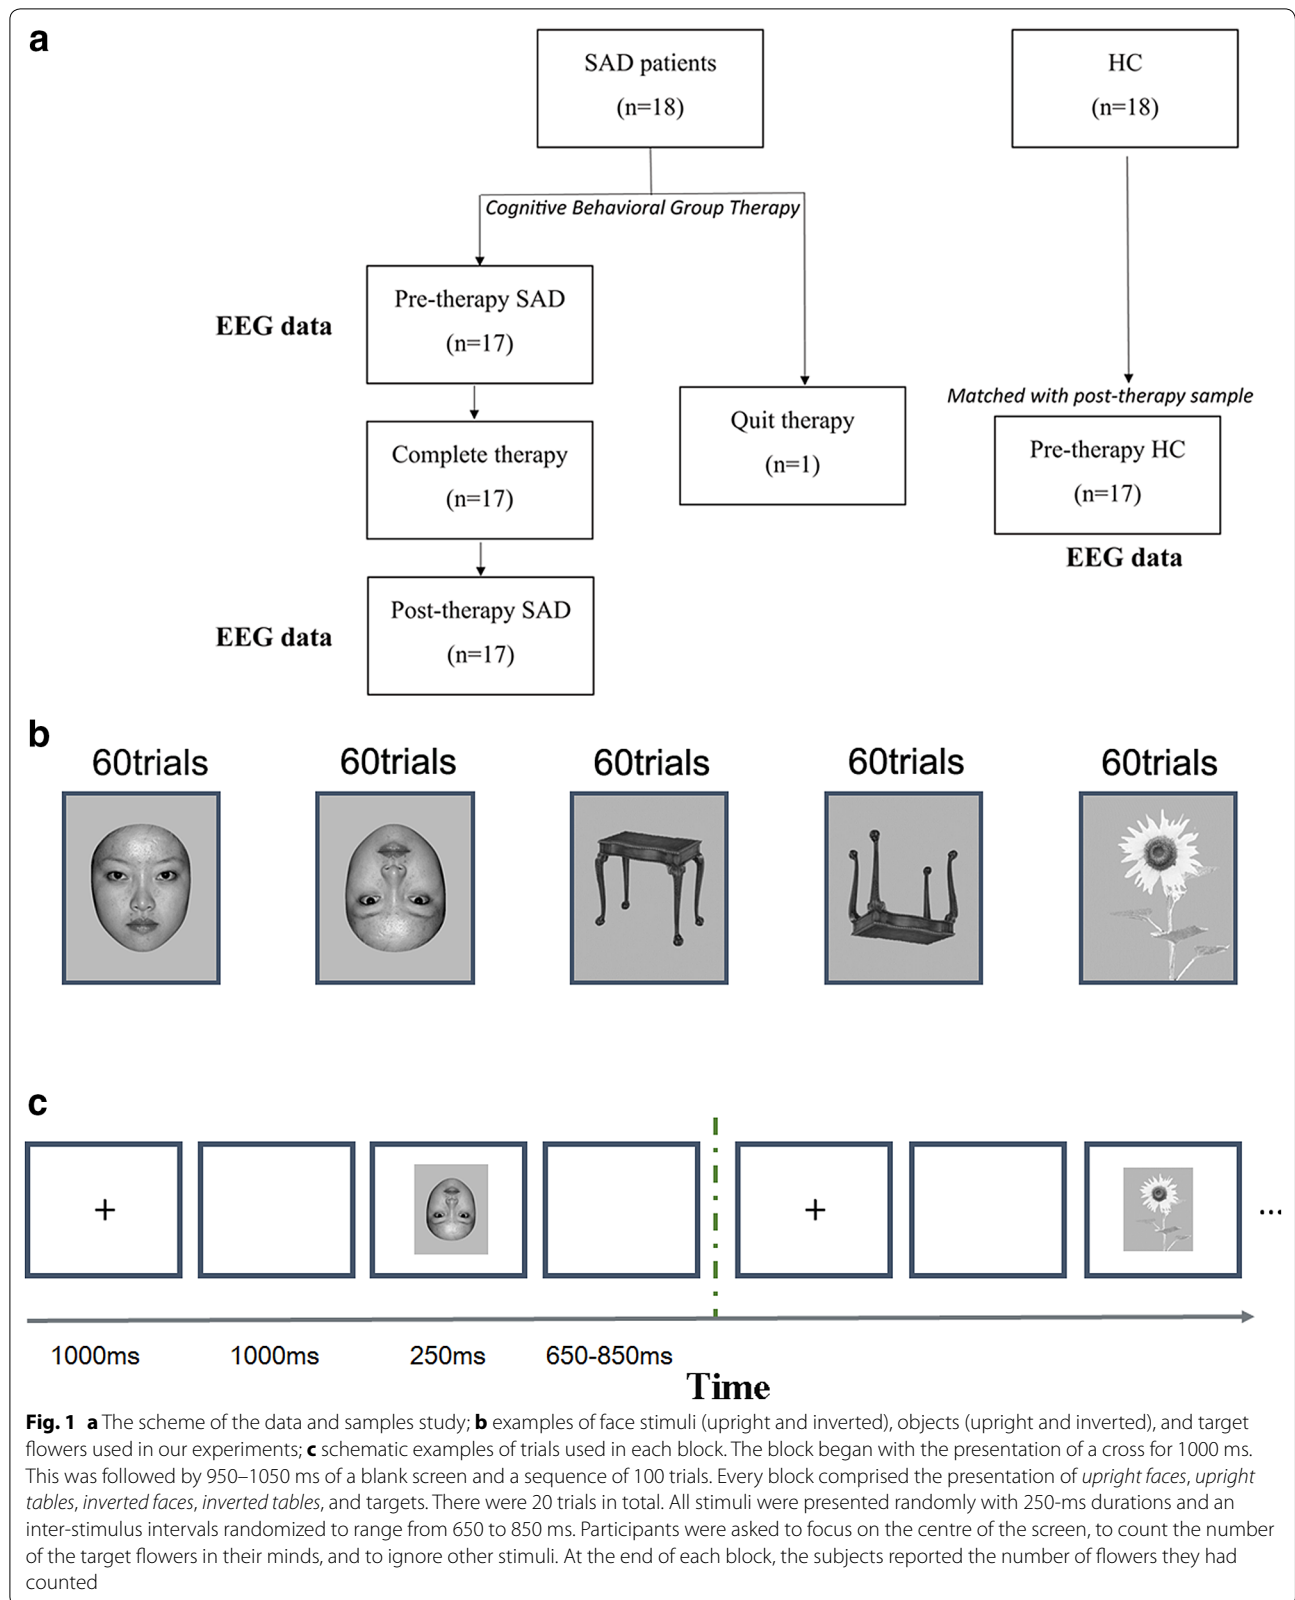 a
SAD patients
(n=18)
HC
(n=18)
Cognitive Behavioral Group Therapy
EEG data
Pre-therapy SAD
(n=17)
Complete therapy
(n=17)
EEG data
Post-therapy SAD
(n=17)
Quit therapy
(n=1)
Matched with post-therapy sample
Pre-therapy HC
(n=17)
EEG data
b
60trials
60trials
60trials
60trials
60trials
c
+
+
...
1000ms
1000ms
250ms
650-850ms
Time
Fig. 1 a The scheme of the data and samples study; b examples of face stimuli (upright and inverted), objects (upright and inverted), and target
flowers used in our experiments; c schematic examples of trials used in each block. The block began with the presentation of a cross for 1000 ms.
This was followed by 950–1050 ms of a blank screen and a sequence of 100 trials. Every block comprised the presentation of upright faces, upright
tables, inverted faces, inverted tables, and targets. There were 20 trials in total. All stimuli were presented randomly with 250-ms durations and an
inter-stimulus intervals randomized to range from 650 to 850 ms. Participants were asked to focus on the centre of the screen, to count the number
of the target flowers in their minds, and to ignore other stimuli. At the end of each block, the subjects reported the number of flowers they had
counted